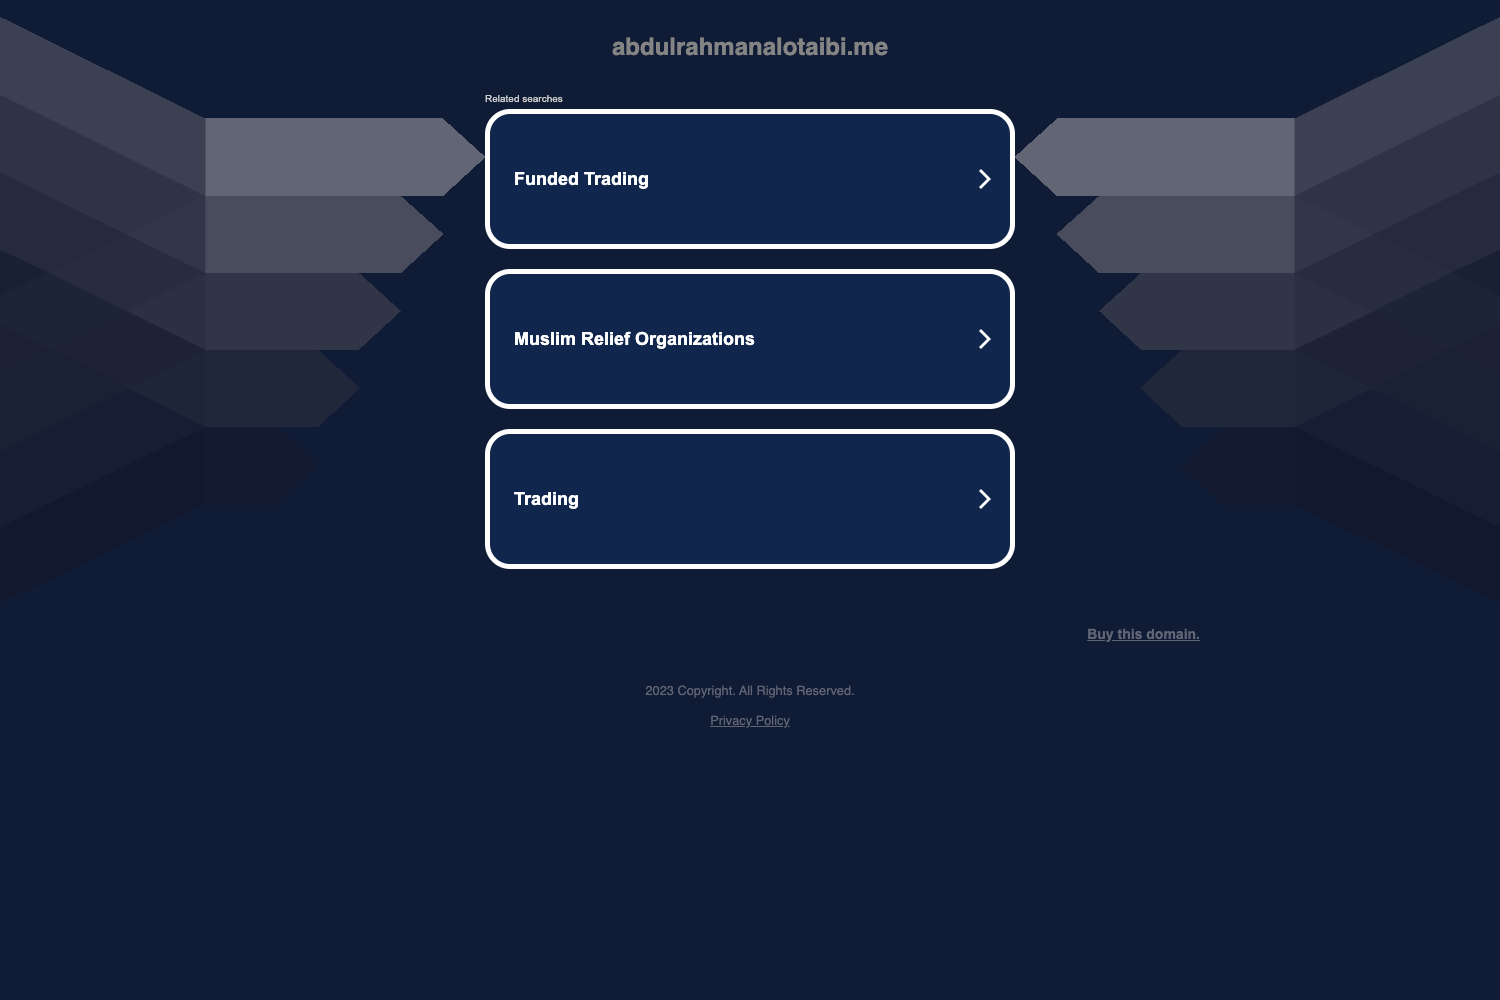 abdulrahmanalotaibi.me
Related searches
Funded Trading
Muslim Relief Organizations
Trading
Buy this domain.
2023 Copyright. All Rights Reserved.
Privacy Policy